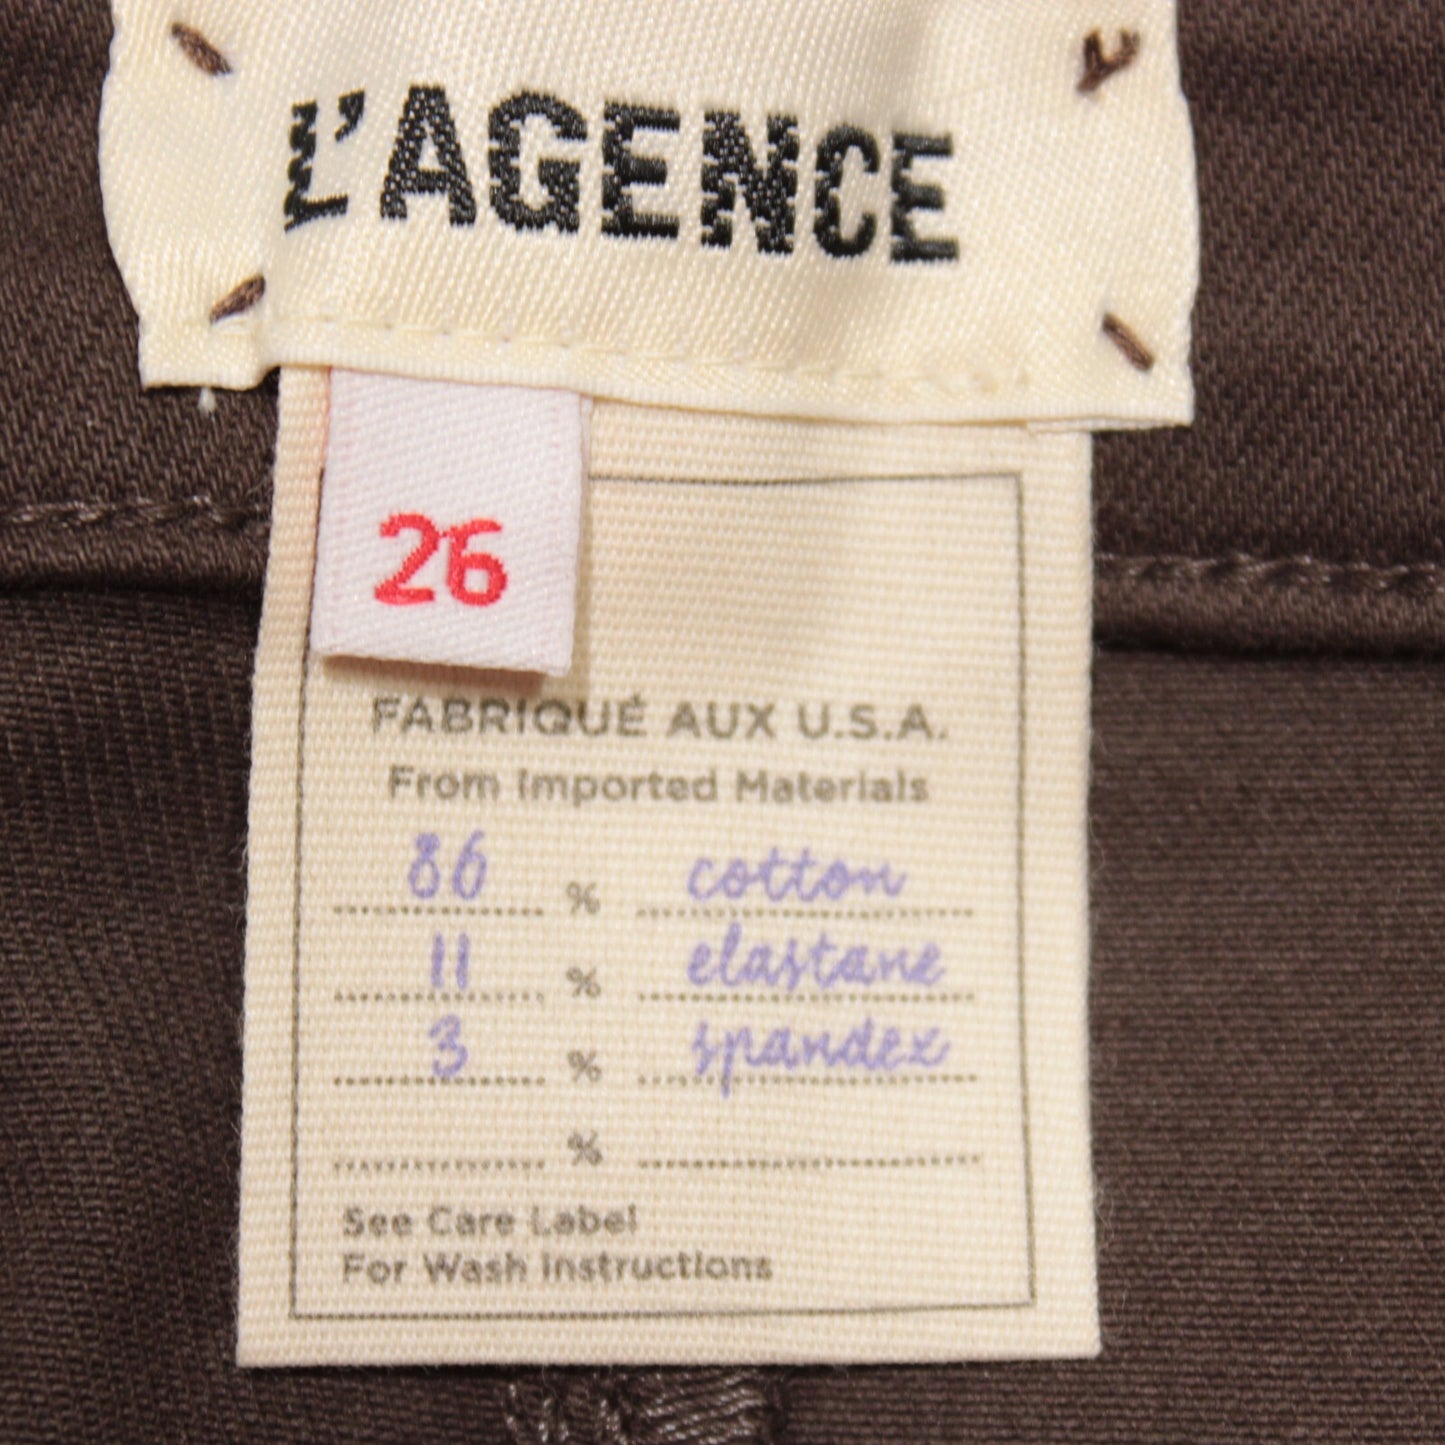 L'AGENCE
26
FABRIQUÉ AUX U.S.A.
From Imported Materials
86 % cotton
11 % elastane
3 % spandex
%
See Care Label
For Wash Instructions